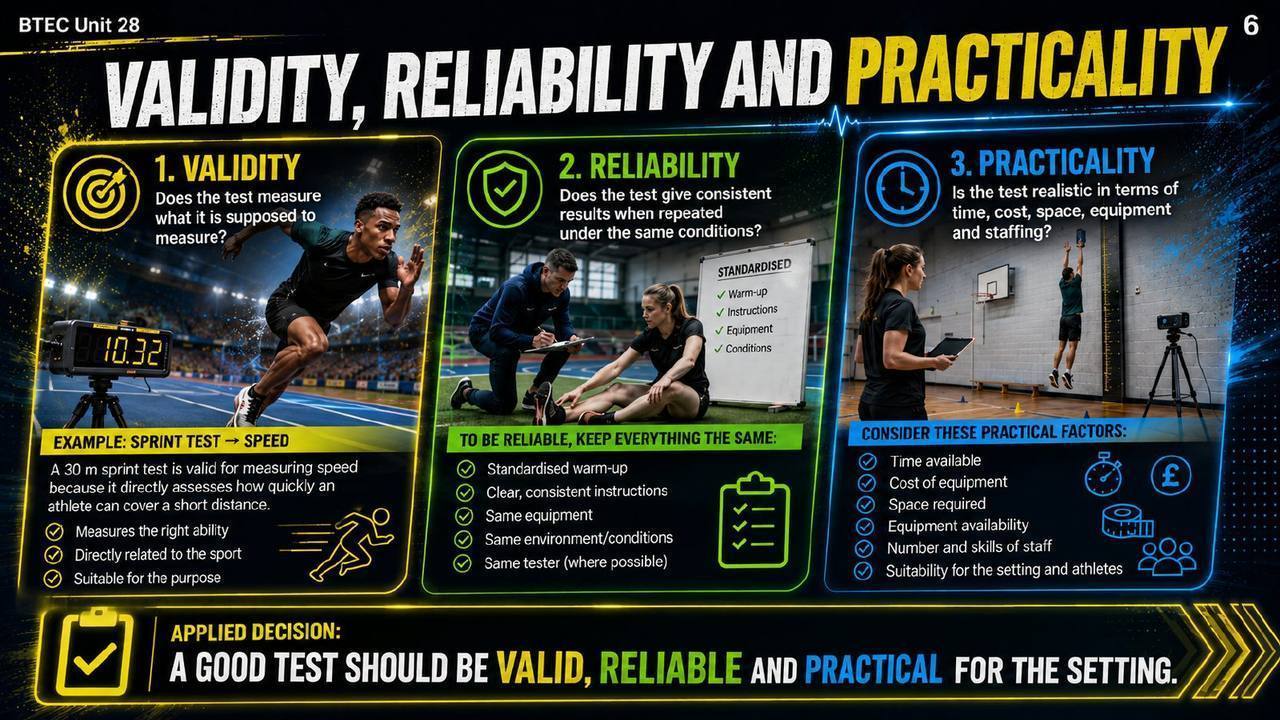 BTEC Unit 28
6
VALIDITY, RELIABILITY AND PRACTICALITY
1. VALIDITY
Does the test measure
what it is supposed to
measure?
10.32
EXAMPLE: SPRINT TEST → SPEED
A 30 m sprint test is valid for measuring speed
because it directly assesses how quickly an
athlete can cover a short distance.
Measures the right ability
Directly related to the sport
Suitable for the purpose
2. RELIABILITY
Does the test give consistent
results when repeated
under the same conditions?
STANDARDISED
✓ Warm-up
✓ Instructions
✓ Equipment
✓ Conditions
TO BE RELIABLE, KEEP EVERYTHING THE SAME:
Standardised warm-up
Clear, consistent instructions
Same equipment
Same environment/conditions
Same tester (where possible)
3. PRACTICALITY
Is the test realistic in terms of
time, cost, space, equipment
and staffing?
CONSIDER THESE PRACTICAL FACTORS:
Time available
Cost of equipment
Space required
Equipment availability
Number and skills of staff
Suitability for the setting and athletes
£
APPLIED DECISION:
A GOOD TEST SHOULD BE VALID, RELIABLE AND PRACTICAL FOR THE SETTING.